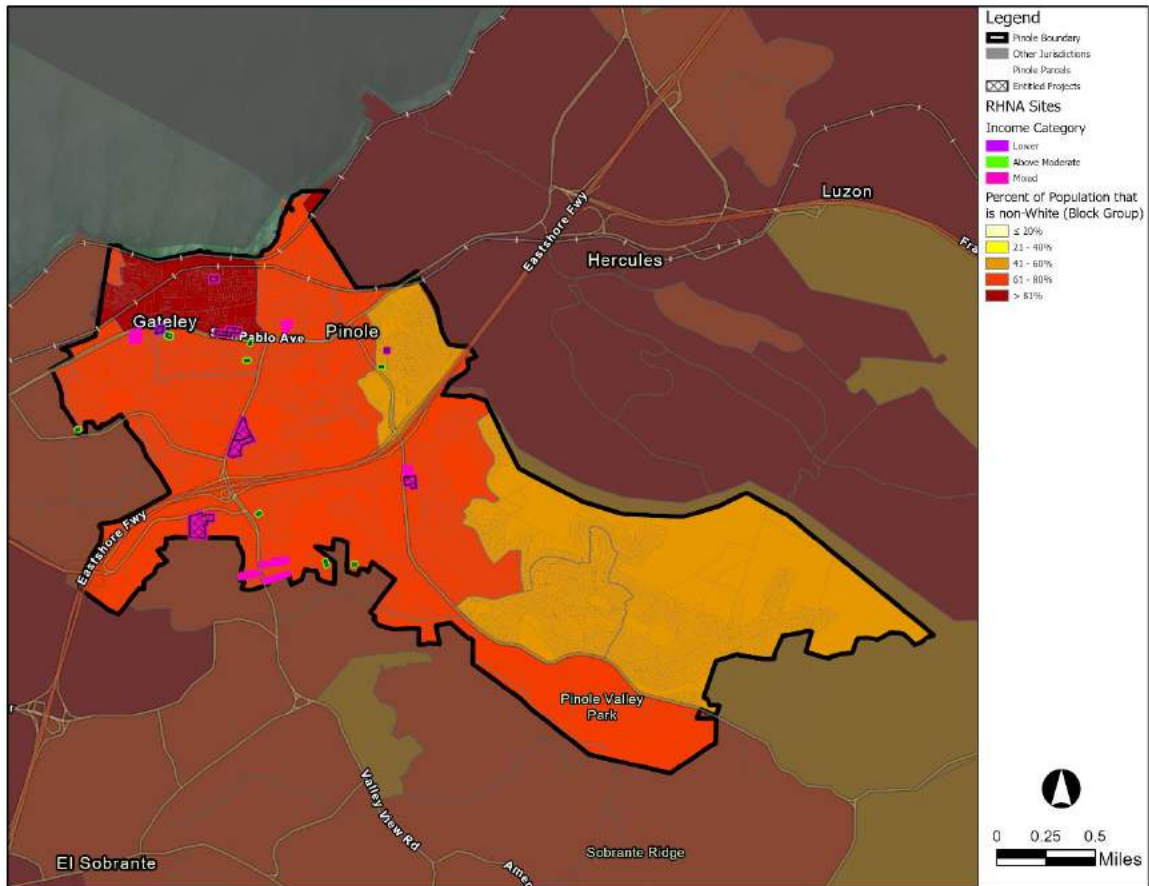 Legend
Pinole Boundary
Other Jurisdictions
Pinole Parcels
Entitled Projects
RHNA Sites
Income Category
Lower
Above Moderate
Mixed
Percent of Population that
is non-White (Block Group)
≤ 20%
21 - 40%
41 - 60%
61 - 80%
> 81%
Luzon
Eastshore Fwy
Hercules
Fra
Gateley
Pablo Ave
Pinole
Eastshore Fwy
Pinole Valley
Park
Valley View Rd
El Sobrante
Sobrante Ridge
Amer
0 0.25 0.5
Miles